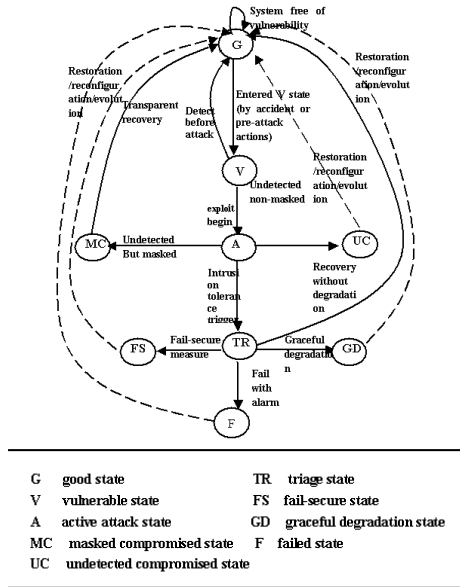 System free of
vulnerability
G
Restoration
/reconfigur
ation/evolut
ion
Restoration
/reconfigur
ation/evolut
ion
Transparent
recovery
Detect
before
attack
Entered V state
(by accident or
pre-attack
actions)
Restoration
/reconfigur
ation/evoluti
ion
V
Undetected
non-masked
exploit
begin
MC
Undetected
But masked
A
UC
Intrusi
on
toleran
ce
trigger
Recovery
without
degradati
on
FS
Fail-secure
measure
TR
Graceful
degradatio
n
GD
Fail
with
alarm
F
G good state
TR triage state
V vulnerable state
FS fail-secure state
A active attack state
GD graceful degradation state
MC masked compromised state
F failed state
UC undetected compromised state